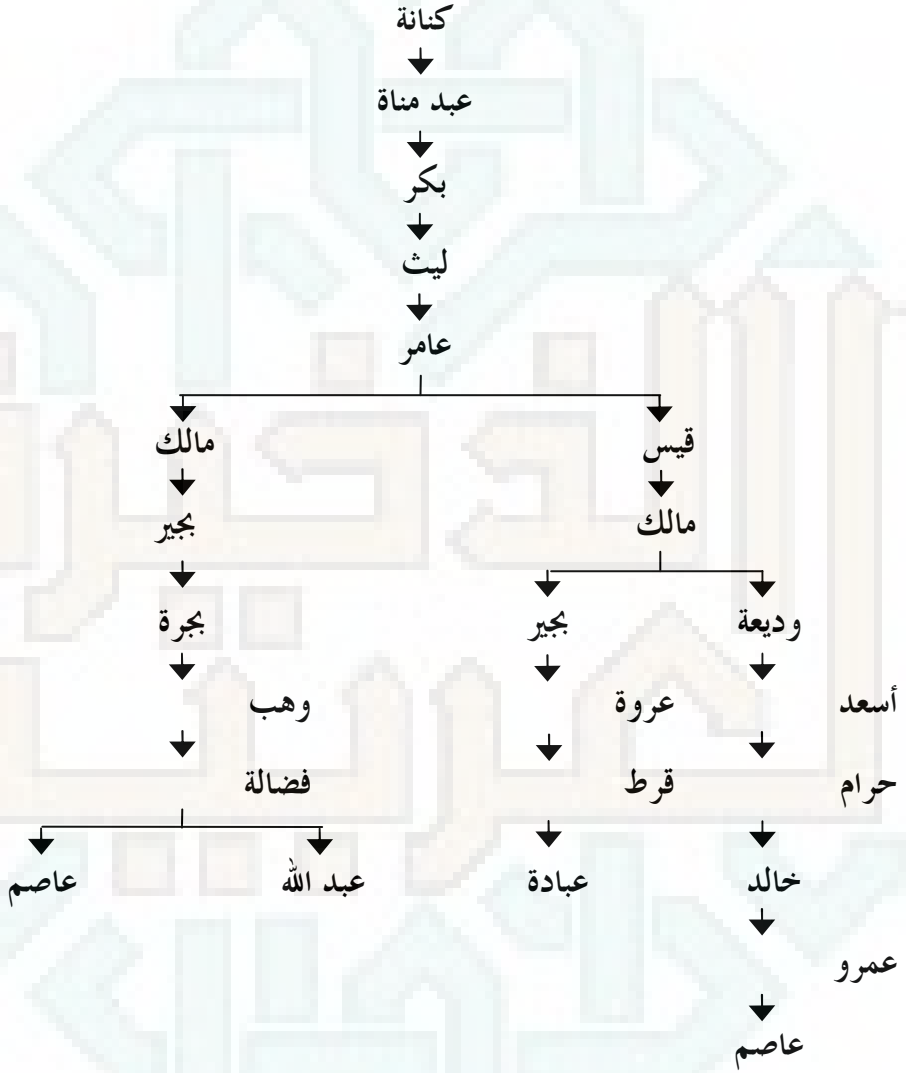 كنانة
عبد مناة
بكر
ليث
عامر
قيس مالك
مالك بجير
وديعة بجير بجرة
أسعد عروة وهب
حرام قرط فضالة
خالد عبادة عبد الله عاصم
عمرو
عاصم